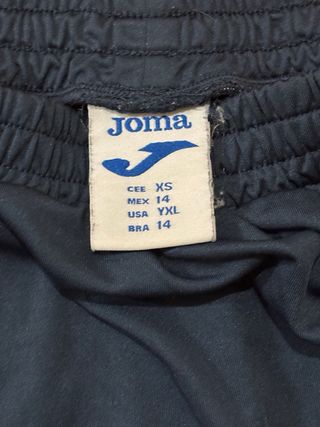 Joma
CEE XS
MEX 14
USA YXL
BRA 14